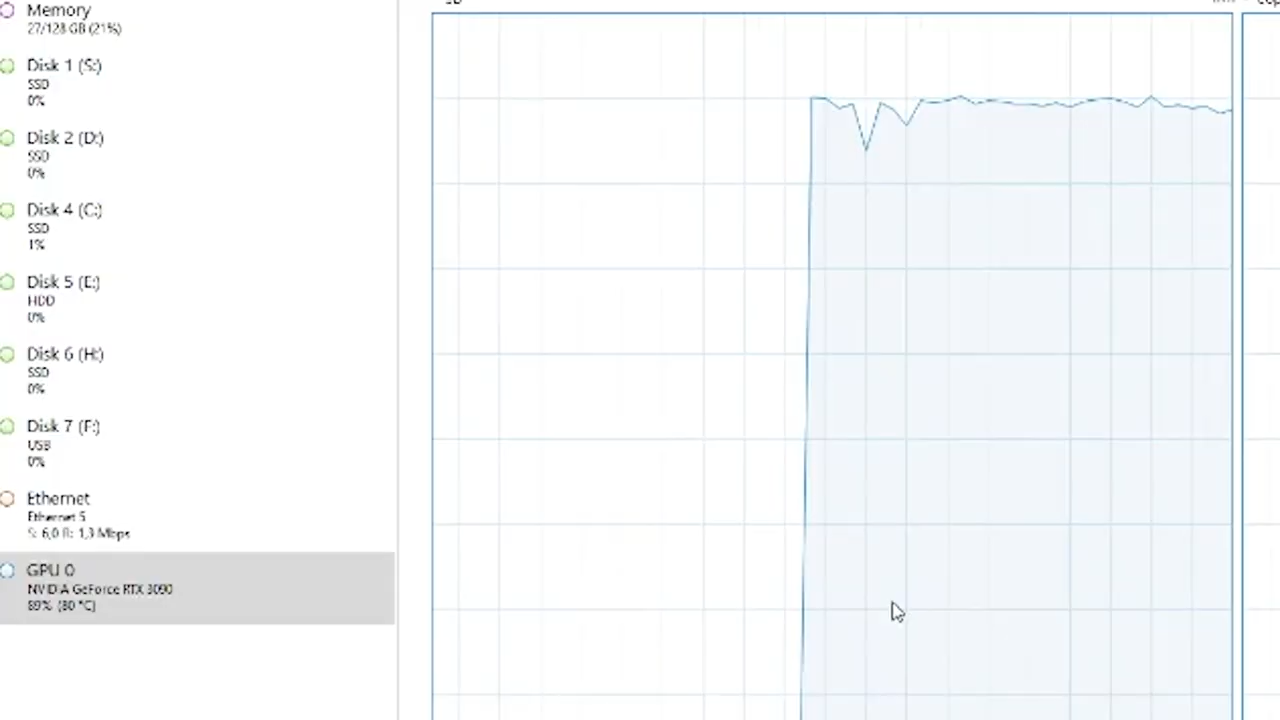 Memory
27/128 GB (21%)
Disk 1 (S:)
SSD
0%
Disk 2 (D:)
SSD
0%
Disk 4 (C:)
SSD
1%
Disk 5 (E:)
HDD
0%
Disk 6 (H:)
SSD
0%
Disk 7 (F:)
USB
0%
Ethernet
Ethernet 5
S: 6,0 R: 1,3 Mbps
GPU 0
NVIDIA GeForce RTX 3090
89% (80 °C)